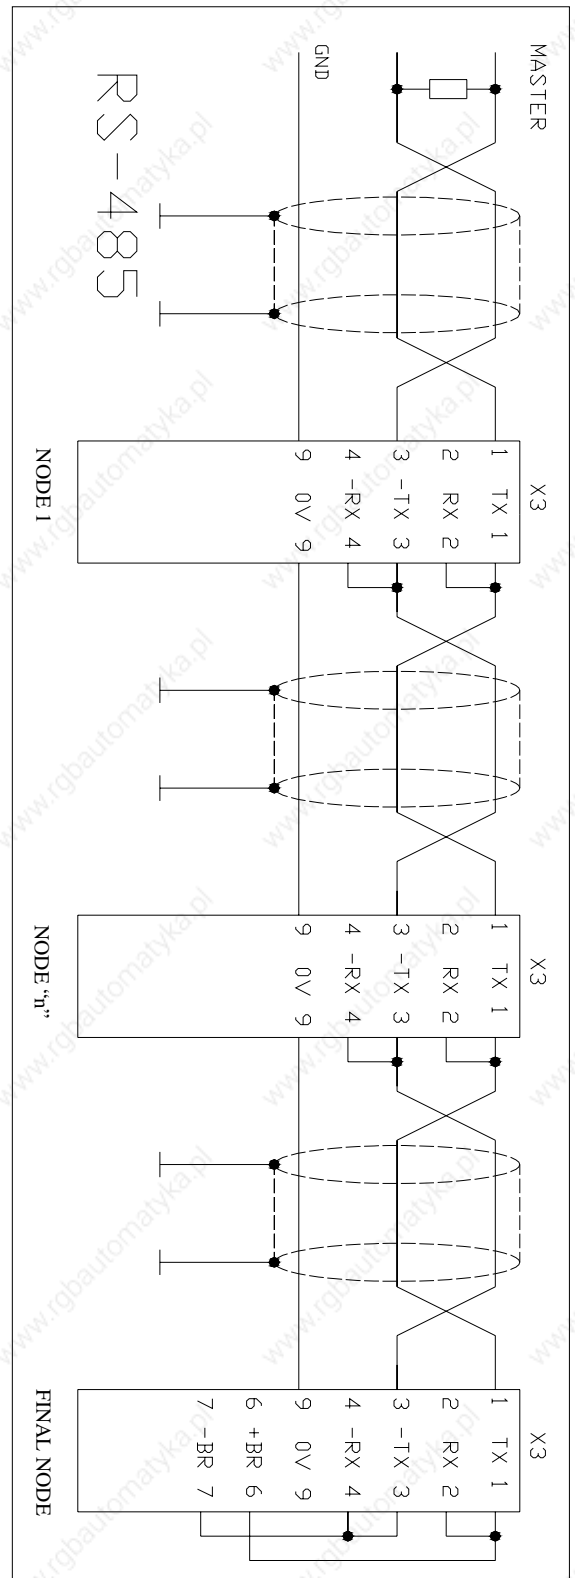 MASTER
GND
RS-485
X3
1 TX 1
2 RX 2
3 -TX 3
4 -RX 4
9 0V 9
NODE 1
X3
1 TX 1
2 RX 2
3 -TX 3
4 -RX 4
9 0V 9
NODE “n”
X3
1 TX 1
2 RX 2
3 -TX 3
4 -RX 4
9 0V 9
6 +BR 6
7 -BR 7
FINAL NODE
www.rgbautomatyka.pl